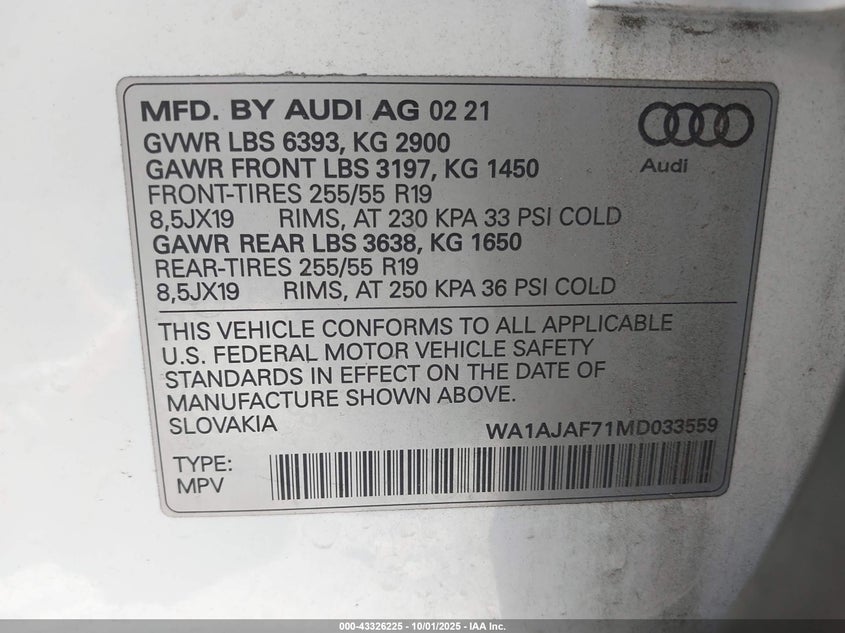 MFD. BY AUDI AG 02 21
GVWR LBS 6393, KG 2900
GAWR FRONT LBS 3197, KG 1450
FRONT-TIRES 255/55 R19
8,5JX19 RIMS, AT 230 KPA 33 PSI COLD
GAWR REAR LBS 3638, KG 1650
REAR-TIRES 255/55 R19
8,5JX19 RIMS, AT 250 KPA 36 PSI COLD
Audi
THIS VEHICLE CONFORMS TO ALL APPLICABLE
U.S. FEDERAL MOTOR VEHICLE SAFETY
STANDARDS IN EFFECT ON THE DATE OF
MANUFACTURE SHOWN ABOVE.
SLOVAKIA WA1AJAF71MD033559
TYPE:
MPV
000-43326225 - 10/01/2025 - IAA Inc.